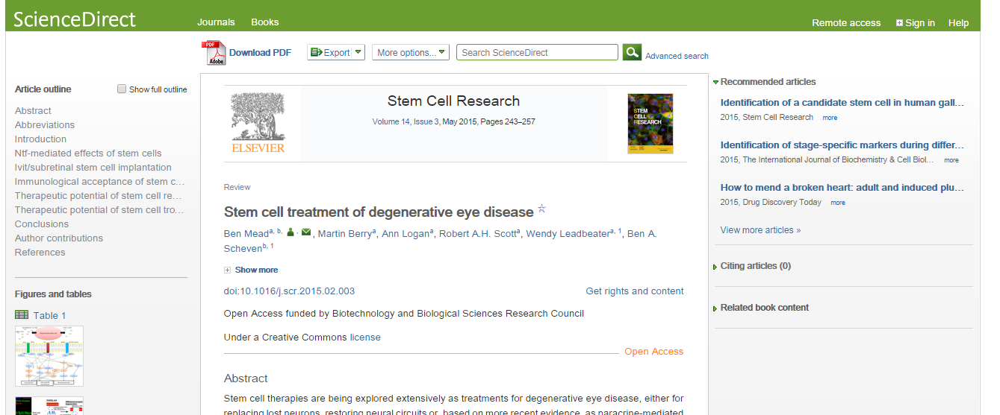 ScienceDirect
Journals Books
Remote access Sign in Help
PDF Adobe Download PDF Export More options... Search ScienceDirect Advanced search
Article outline Show full outline
Abstract
Abbreviations
Introduction
Ntf-mediated effects of stem cells
Ivit/subretinal stem cell implantation
Immunological acceptance of stem c...
Therapeutic potential of stem cell re...
Therapeutic potential of stem cell tro...
Conclusions
Author contributions
References
Figures and tables
Table 1
ELSEVIER
Stem Cell Research
Volume 14, Issue 3, May 2015, Pages 243–257
STEM
CELL
RESEARCH
Review
Stem cell treatment of degenerative eye disease ☆
Ben Mead a, b, , Martin Berry a, Ann Logan a, Robert A.H. Scott a, Wendy Leadbeater a, 1, Ben A.
Scheven b, 1
Show more
doi:10.1016/j.scr.2015.02.003 Get rights and content
Open Access funded by Biotechnology and Biological Sciences Research Council
Under a Creative Commons license
Open Access
Abstract
Stem cell therapies are being explored extensively as treatments for degenerative eye disease, either for
replacing lost neurons, restoring neural circuits or, based on more recent evidence, as paracrine-mediated
Recommended articles
Identification of a candidate stem cell in human gall...
2015, Stem Cell Research more
Identification of stage-specific markers during differ...
2015, The International Journal of Biochemistry & Cell Biol... more
How to mend a broken heart: adult and induced plu...
2015, Drug Discovery Today more
View more articles »
Citing articles (0)
Related book content